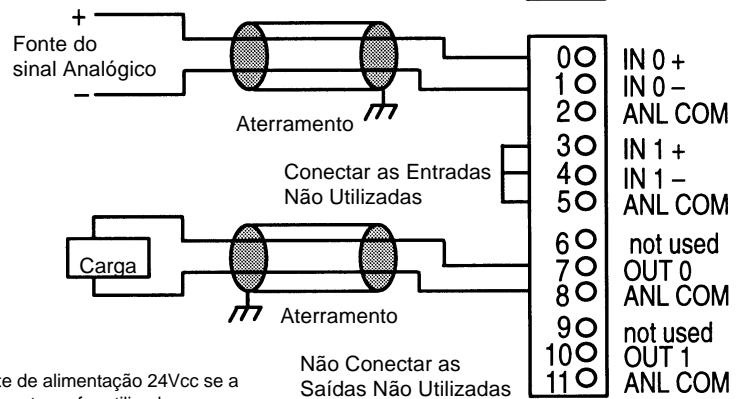 +
Fonte do
sinal Analógico
–
Aterramento
Conectar as Entradas
Não Utilizadas
Carga
Aterramento
Não Conectar as
Saídas Não Utilizadas
de alimentação 24Vcc se a
0 IN 0 +
1 IN 0 –
2 ANL COM
3 IN 1 +
4 IN 1 –
5 ANL COM
6 not used
7 OUT 0
8 ANL COM
9 not used
10 OUT 1
11 ANL COM